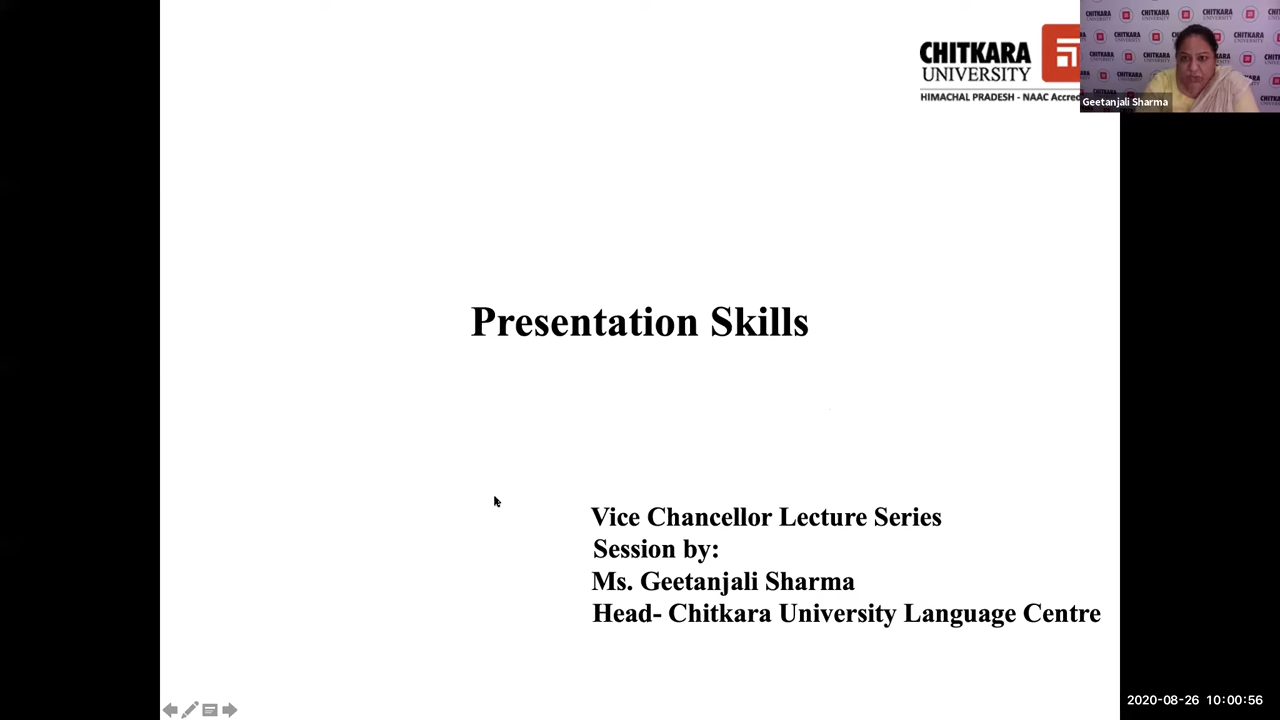 CHITKARA
UNIVERSITY
HIMACHAL PRADESH - NAAC Accre
Geetanjali Sharma
Presentation Skills
Vice Chancellor Lecture Series
Session by:
Ms. Geetanjali Sharma
Head- Chitkara University Language Centre
2020-08-26 10:00:56